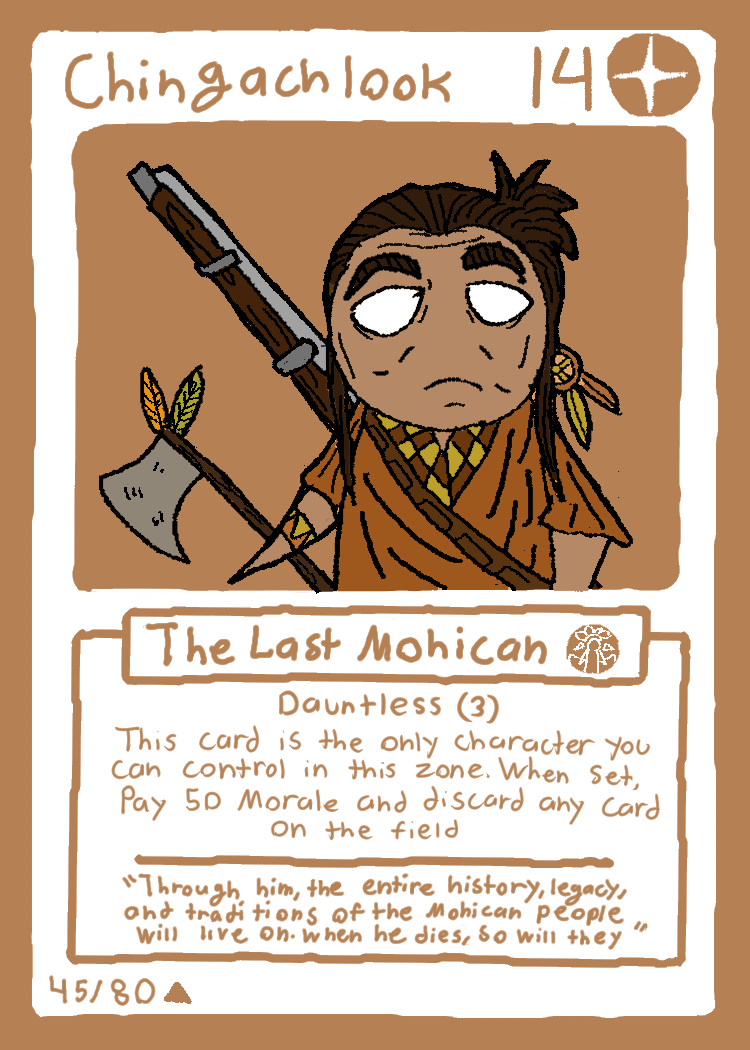 Chingachlook 14
The Last Mohican
Dauntless (3)
This card is the only character you
can control in this zone. When set,
Pay 50 Morale and discard any card
on the field
"Through him, the entire history, legacy,
and traditions of the Mohican people
will live on. when he dies, so will they"
45/80